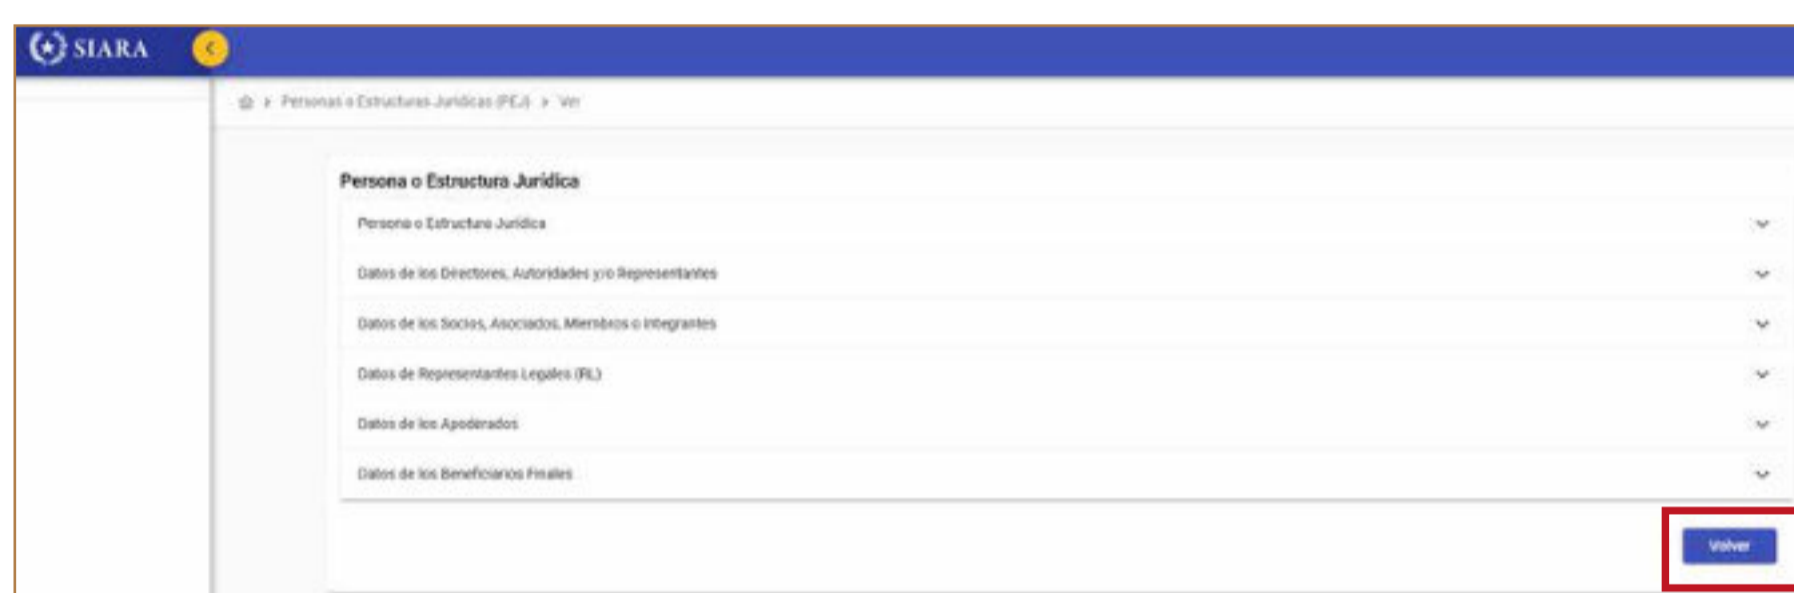 SIARA
Personas o Estructuras Jurídicas (PEJ) > Ver
Persona o Estructura Jurídica
Persona o Estructura Jurídica
Datos de los Directores, Autoridades y/o Representantes
Datos de los Socios, Asociados, Miembros o Integrantes
Datos de Representantes Legales (RL)
Datos de los Apoderados
Datos de los Beneficiarios Finales
Volver